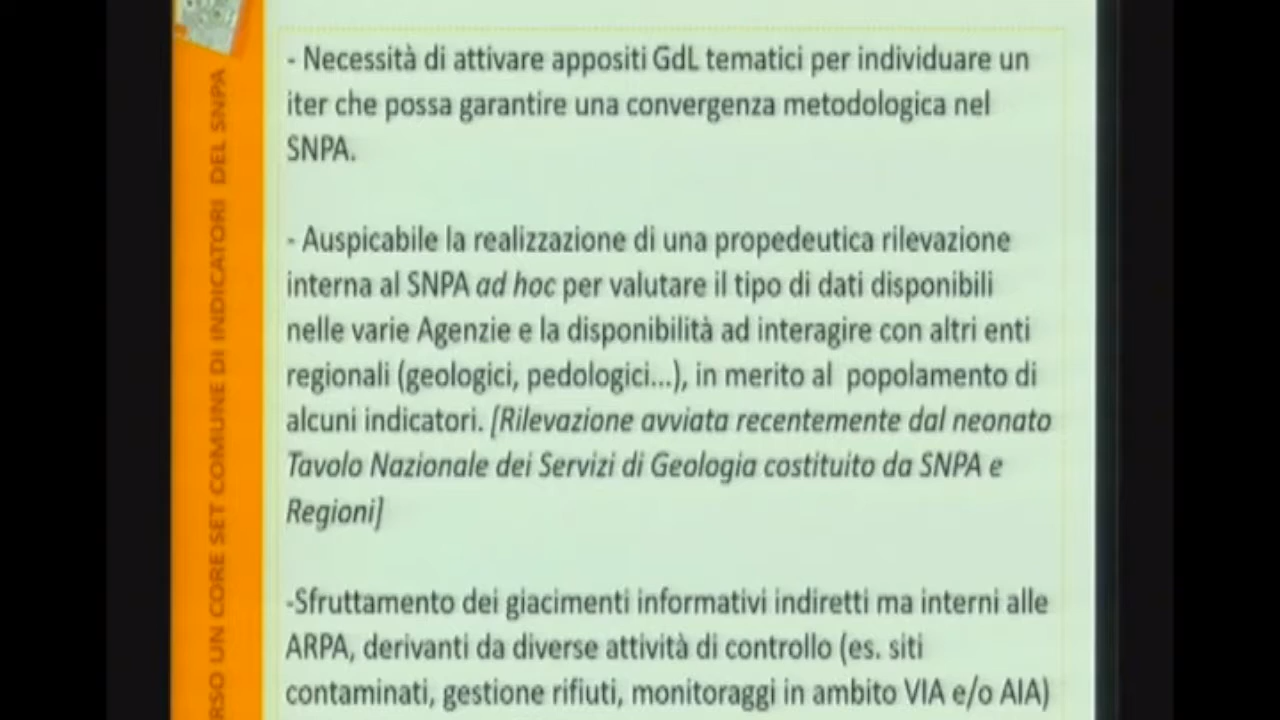 - Necessità di attivare appositi GdL tematici per individuare un
iter che possa garantire una convergenza metodologica nel
SNPA.
- Auspicabile la realizzazione di una propedeutica rilevazione
interna al SNPA ad hoc per valutare il tipo di dati disponibili
nelle varie Agenzie e la disponibilità ad interagire con altri enti
regionali (geologici, pedologici...), in merito al popolamento di
alcuni indicatori. [Rilevazione avviata recentemente dal neonato
Tavolo Nazionale dei Servizi di Geologia costituito da SNPA e
Regioni]
-Sfruttamento dei giacimenti informativi indiretti ma interni alle
ARPA, derivanti da diverse attività di controllo (es. siti
contaminati, gestione rifiuti, monitoraggi in ambito VIA e/o AIA)
RSO UN CORE SET COMUNE DI INDICATORI DEL SNPA